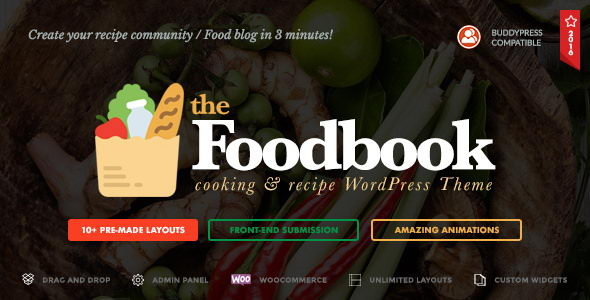 Create your recipe community / Food blog in 3 minutes!
BUDDYPRESS
COMPATIBLE
2016
the
Foodbook
cooking & recipe WordPress Theme
10+ PRE-MADE LAYOUTS
FRONT-END SUBMISSION
AMAZING ANIMATIONS
DRAG AND DROP
ADMIN PANEL
WOO WOOCOMMERCE
UNLIMITED LAYOUTS
CUSTOM WIDGETS